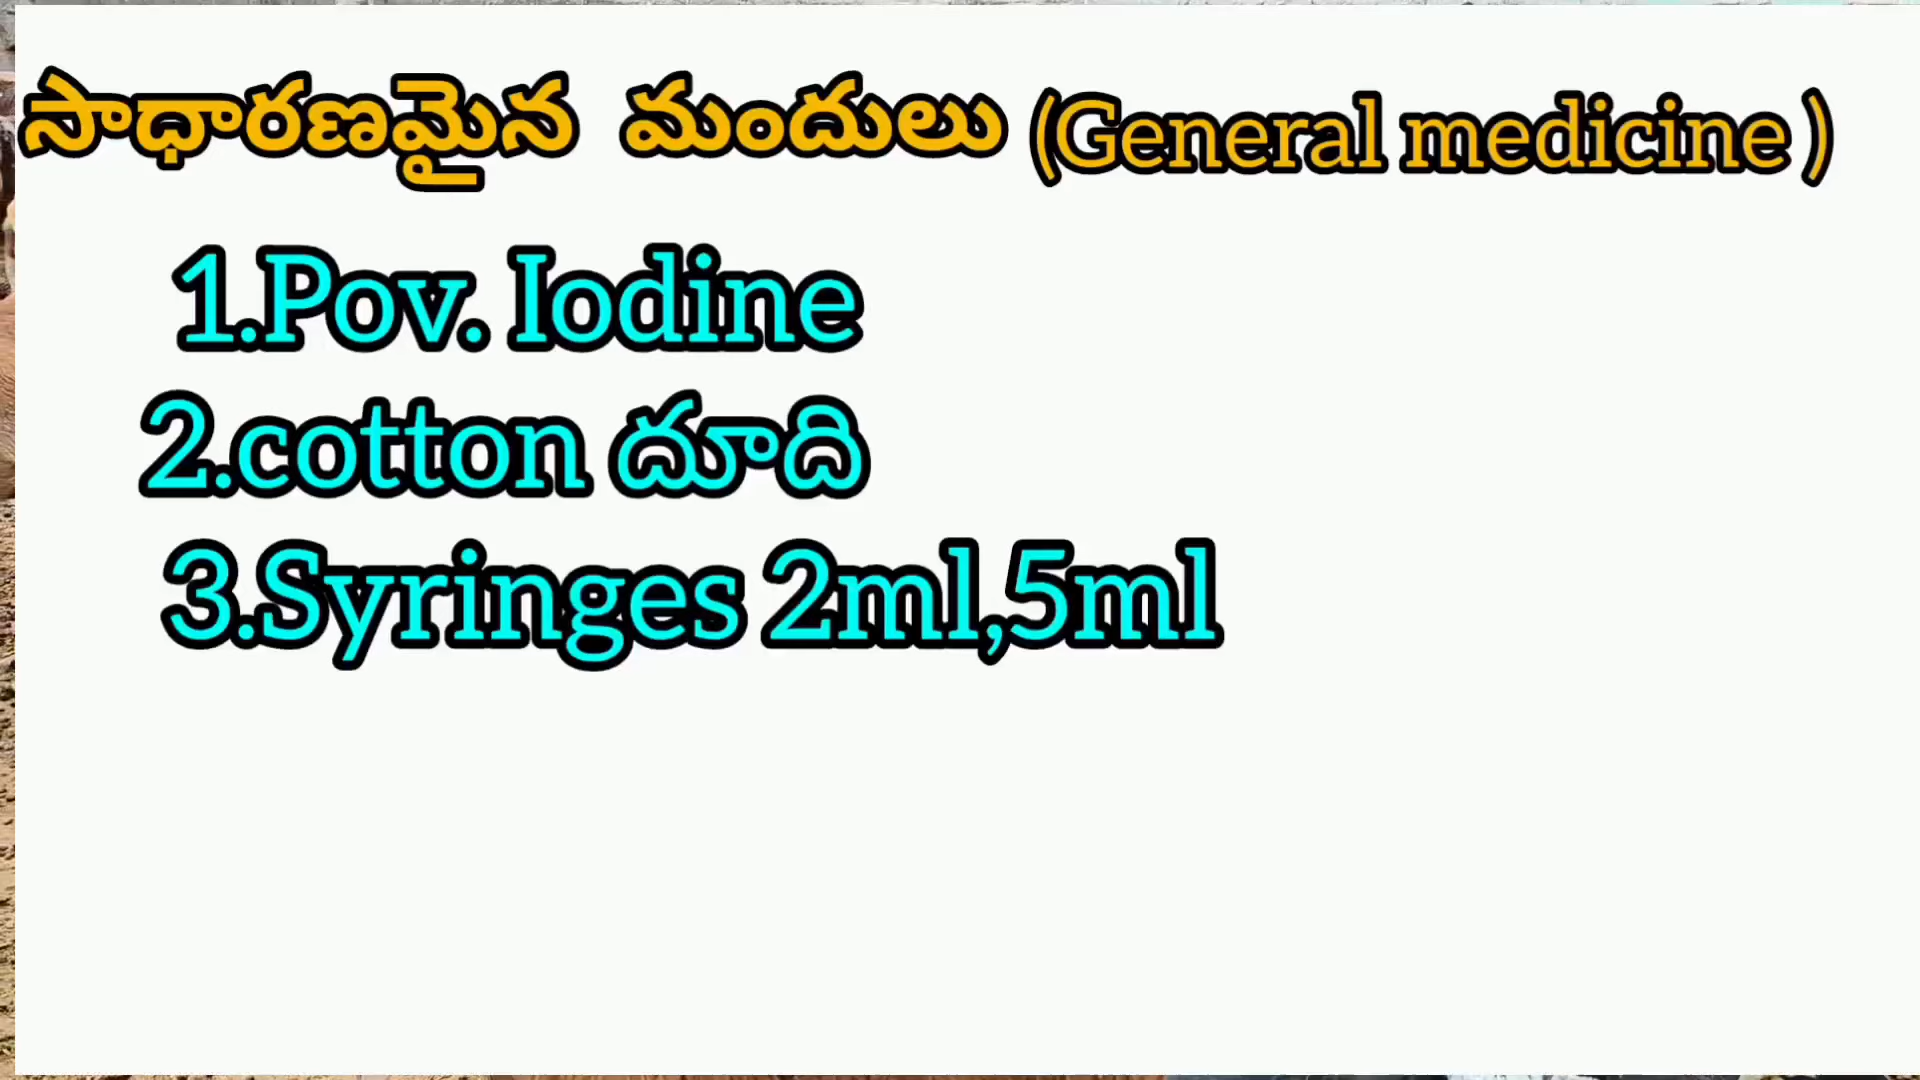 సాధారణమైన మందులు (General medicine )
1.Pov. Iodine
2.cotton దూది
3.Syringes 2ml,5ml